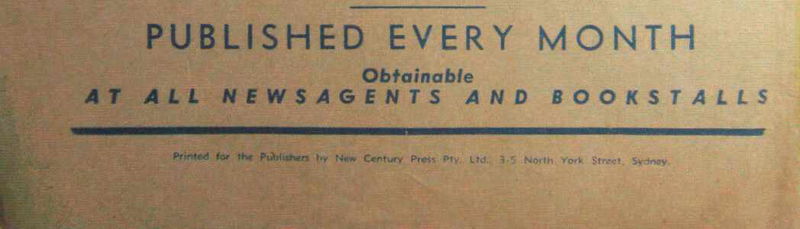 PUBLISHED EVERY MONTH
Obtainable
AT ALL NEWSAGENTS AND BOOKSTALLS
Printed for the Publishers by New Century Press Pty. Ltd., 3-5 North York Street, Sydney.